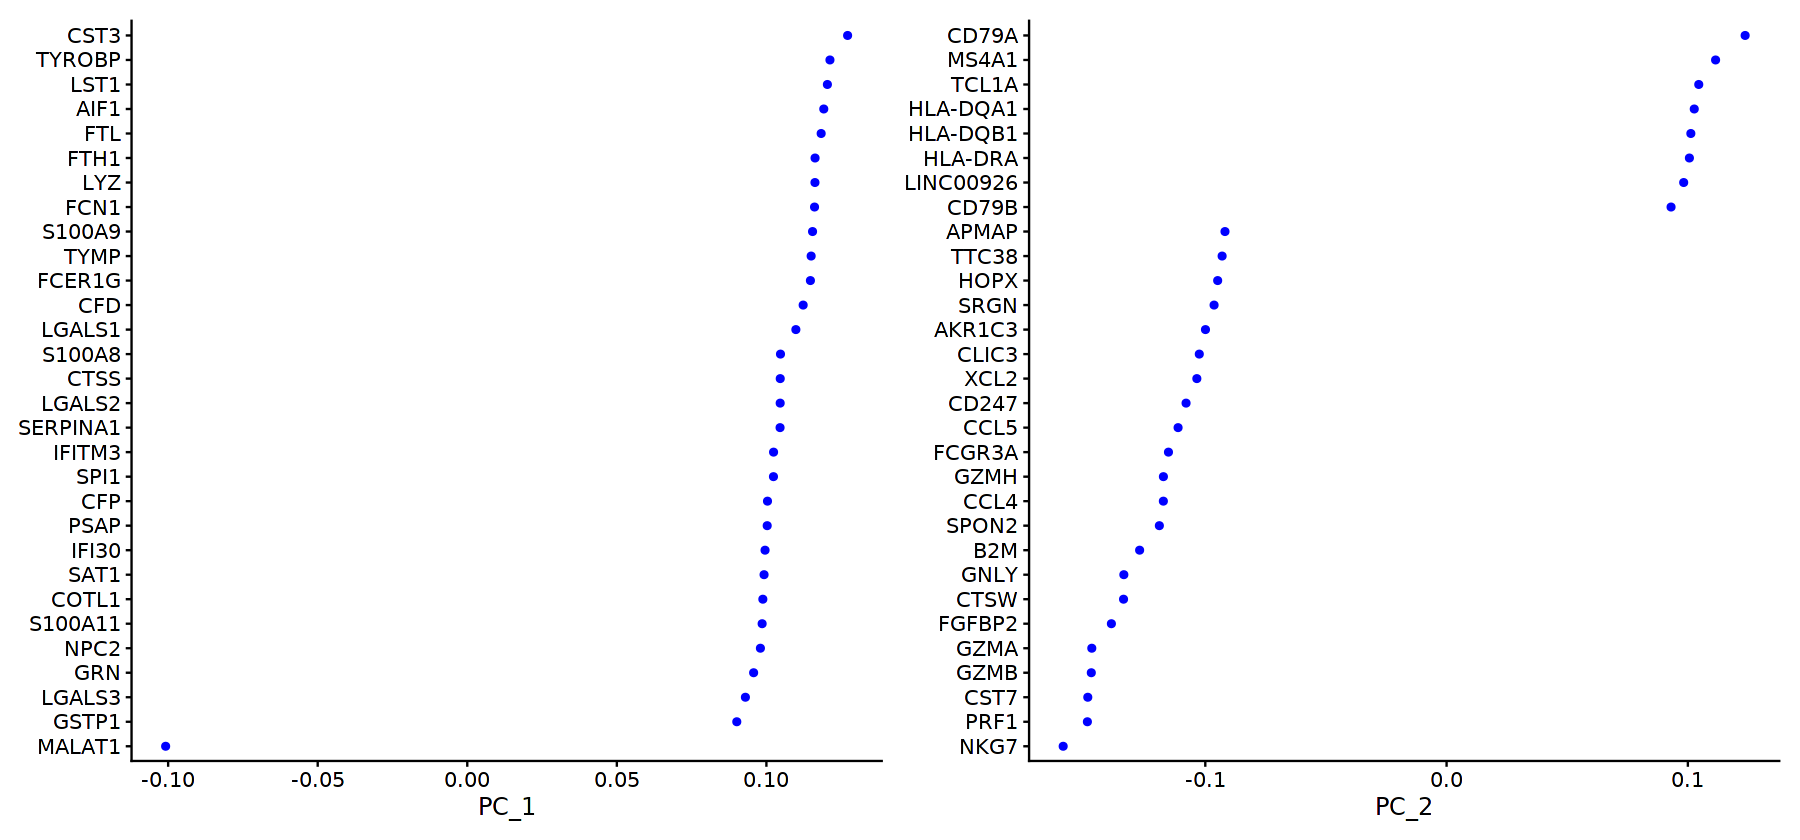 CST3
TYROBP
LST1
AIF1
FTL
FTH1
LYZ
FCN1
S100A9
TYMP
FCER1G
CFD
LGALS1
S100A8
CTSS
LGALS2
SERPINA1
IFITM3
SPI1
CFP
PSAP
IFI30
SAT1
COTL1
S100A11
NPC2
GRN
LGALS3
GSTP1
MALAT1
-0.10 -0.05 0.00 0.05 0.10
PC_1
CD79A
MS4A1
TCL1A
HLA-DQA1
HLA-DQB1
HLA-DRA
LINC00926
CD79B
APMAP
TTC38
HOPX
SRGN
AKR1C3
CLIC3
XCL2
CD247
CCL5
FCGR3A
GZMH
CCL4
SPON2
B2M
GNLY
CTSW
FGFBP2
GZMA
GZMB
CST7
PRF1
NKG7
-0.1 0.0 0.1
PC_2